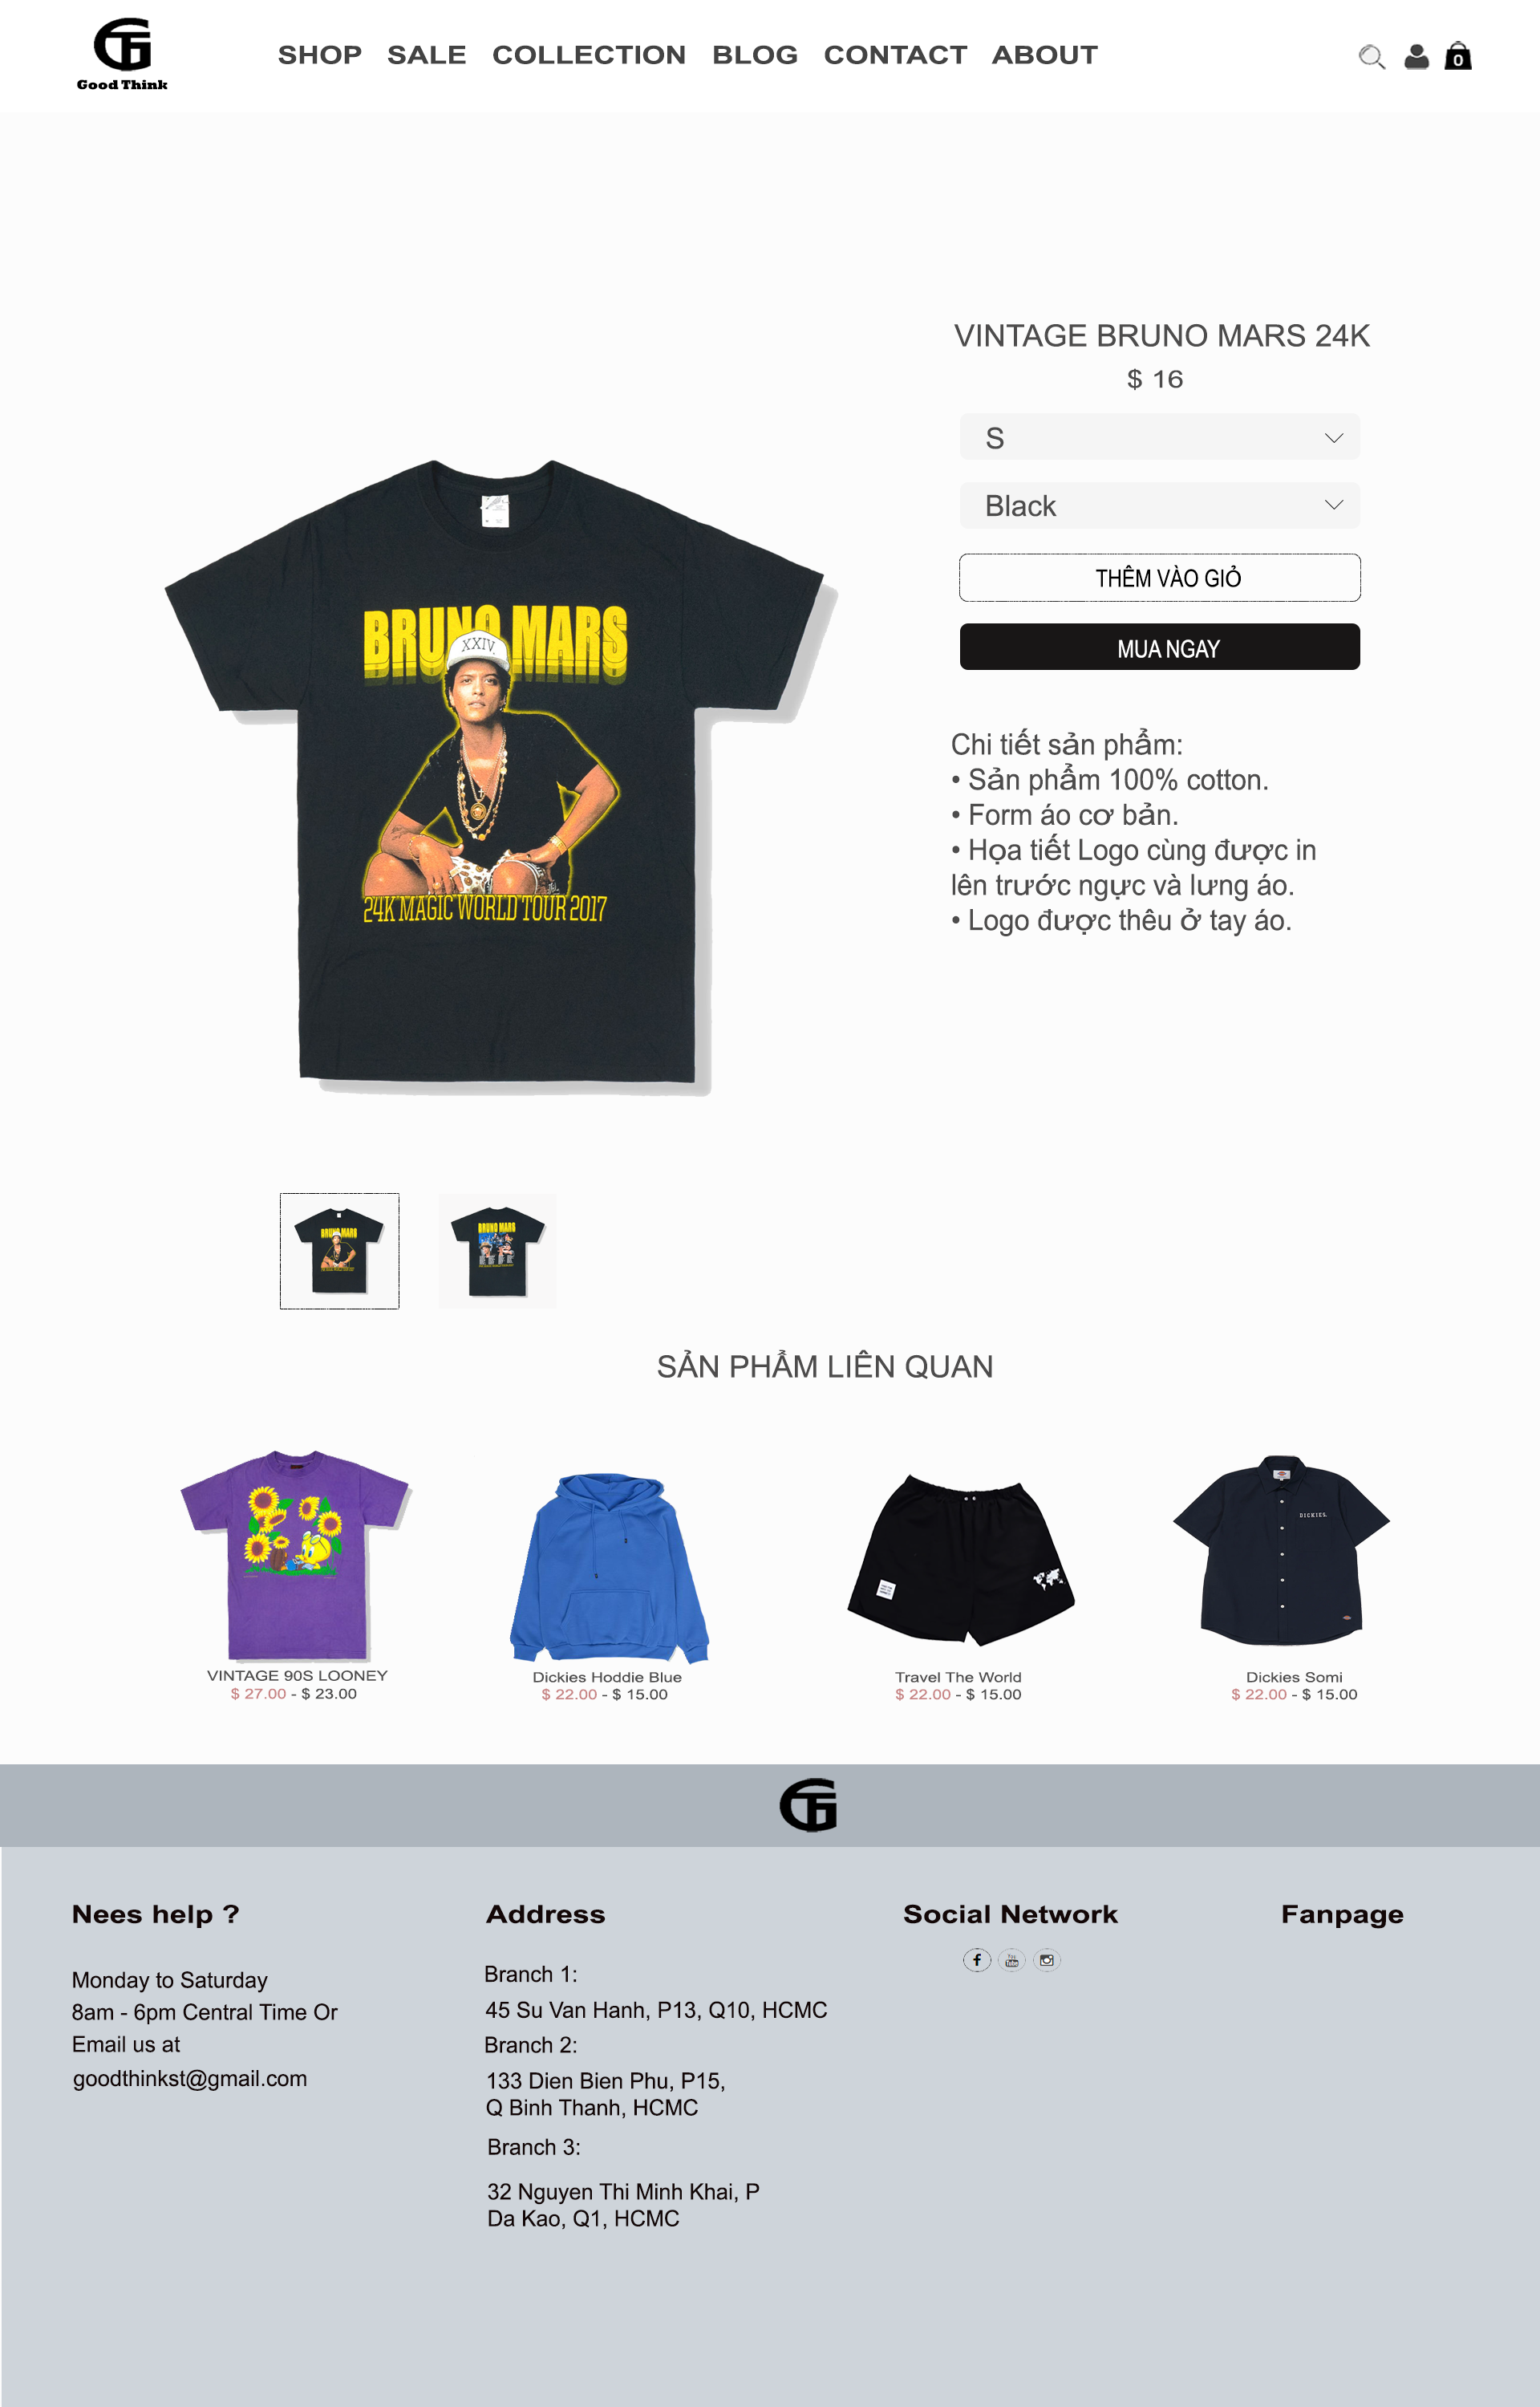 Good Think
SHOP SALE COLLECTION BLOG CONTACT ABOUT
0
VINTAGE BRUNO MARS 24K
$ 16
S
Black
THÊM VÀO GIỎ
MUA NGAY
BRUNO MARS
XXIV.
24K MAGIC WORLD TOUR 2017
Chi tiết sản phẩm:
• Sản phẩm 100% cotton.
• Form áo cơ bản.
• Họa tiết Logo cùng được in
lên trước ngực và lưng áo.
• Logo được thêu ở tay áo.
BRUNO MARS
BRUNO MARS
SẢN PHẨM LIÊN QUAN
VINTAGE 90S LOONEY
$ 27.00 - $ 23.00
Dickies Hoddie Blue
$ 22.00 - $ 15.00
Travel The World
$ 22.00 - $ 15.00
DICKIES.
Dickies Somi
$ 22.00 - $ 15.00
Nees help ?
Monday to Saturday
8am - 6pm Central Time Or
Email us at
goodthinkst@gmail.com
Address
Branch 1:
45 Su Van Hanh, P13, Q10, HCMC
Branch 2:
133 Dien Bien Phu, P15,
Q Binh Thanh, HCMC
Branch 3:
32 Nguyen Thi Minh Khai, P
Da Kao, Q1, HCMC
Social Network
You
Tube
Fanpage